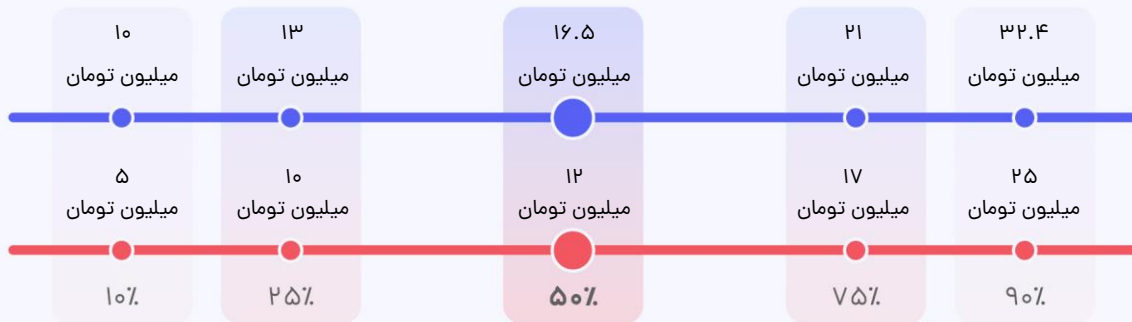 ۱۰ ۱۳ ۱۶.۵ ۲۱ ۳۲.۴
میلیون تومان میلیون تومان میلیون تومان میلیون تومان میلیون تومان
۵ ۱۰ ۱۲ ۱۷ ۲۵
میلیون تومان میلیون تومان میلیون تومان میلیون تومان میلیون تومان
۱۰٪ ۲۵٪ ۵۰٪ ۷۵٪ ۹۰٪